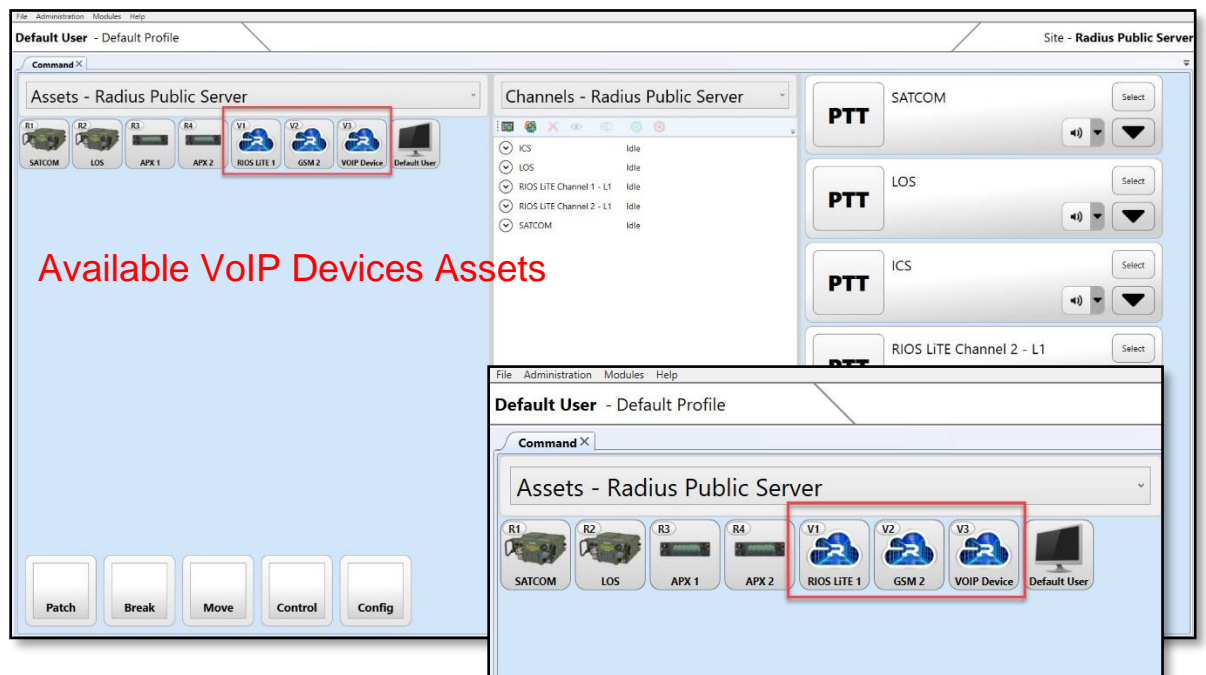 File Administration Modules Help
Default User - Default Profile
Site - Radius Public Server
Command ×
Assets - Radius Public Server
R1 R2 R3 R4 V1 V2 V3
SATCOM LOS APX 1 APX 2 RIOS LiTE 1 GSM 2 VOIP Device Default User
Channels - Radius Public Server
ICS Idle
LOS Idle
RIOS LiTE Channel 1 - L1 Idle
RIOS LiTE Channel 2 - L1 Idle
SATCOM Idle
PTT SATCOM Select
PTT LOS Select
PTT ICS Select
PTT RIOS LiTE Channel 2 - L1 Select
Available VoIP Devices Assets
Patch Break Move Control Config
File Administration Modules Help
Default User - Default Profile
Command ×
Assets - Radius Public Server
R1 R2 R3 R4 V1 V2 V3
SATCOM LOS APX 1 APX 2 RIOS LiTE 1 GSM 2 VOIP Device Default User